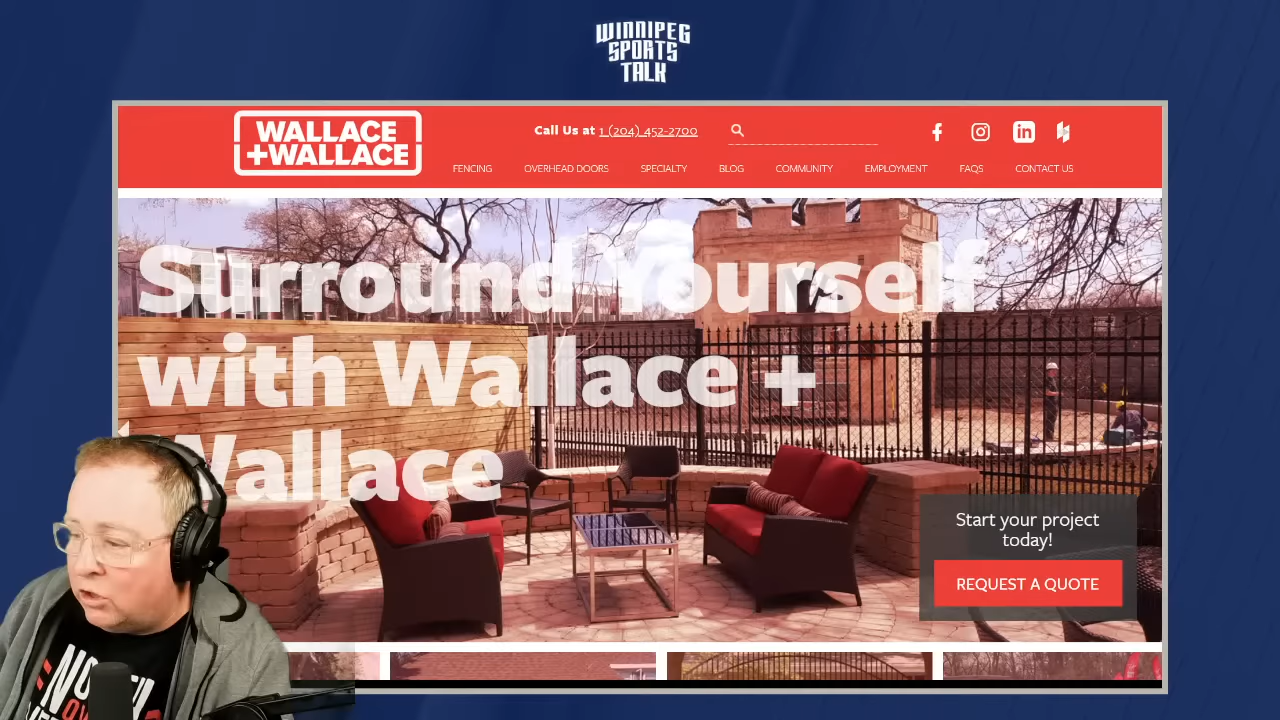 WINNIPEG
SPORTS
TALK
WALLACE
+WALLACE
Call Us at 1 (204) 452-2700
FENCING OVERHEAD DOORS SPECIALTY BLOG COMMUNITY EMPLOYMENT FAQS CONTACT US
Surround Yourself
with Wallace +
Wallace
Start your project
today!
REQUEST A QUOTE